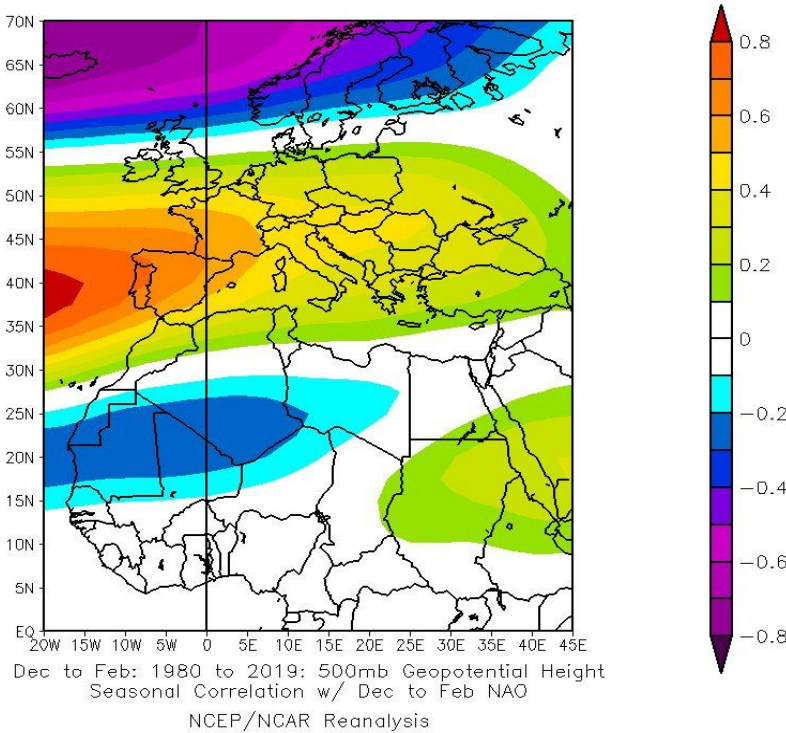 70N
65N
60N
55N
50N
45N
40N
35N
30N
25N
20N
15N
10N
5N
EQ
20W 15W 10W 5W 0 5E 10E 15E 20E 25E 30E 35E 40E 45E
0.8
0.6
0.4
0.2
0
-0.2
-0.4
-0.6
-0.8
Dec to Feb: 1980 to 2019: 500mb Geopotential Height
Seasonal Correlation w/ Dec to Feb NAO
NCEP/NCAR Reanalysis